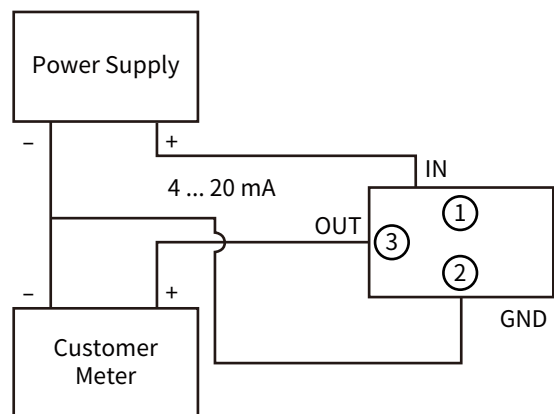 Power Supply
– +
IN
4 ... 20 mA
1
OUT
3
2
– +
GND
Customer
Meter